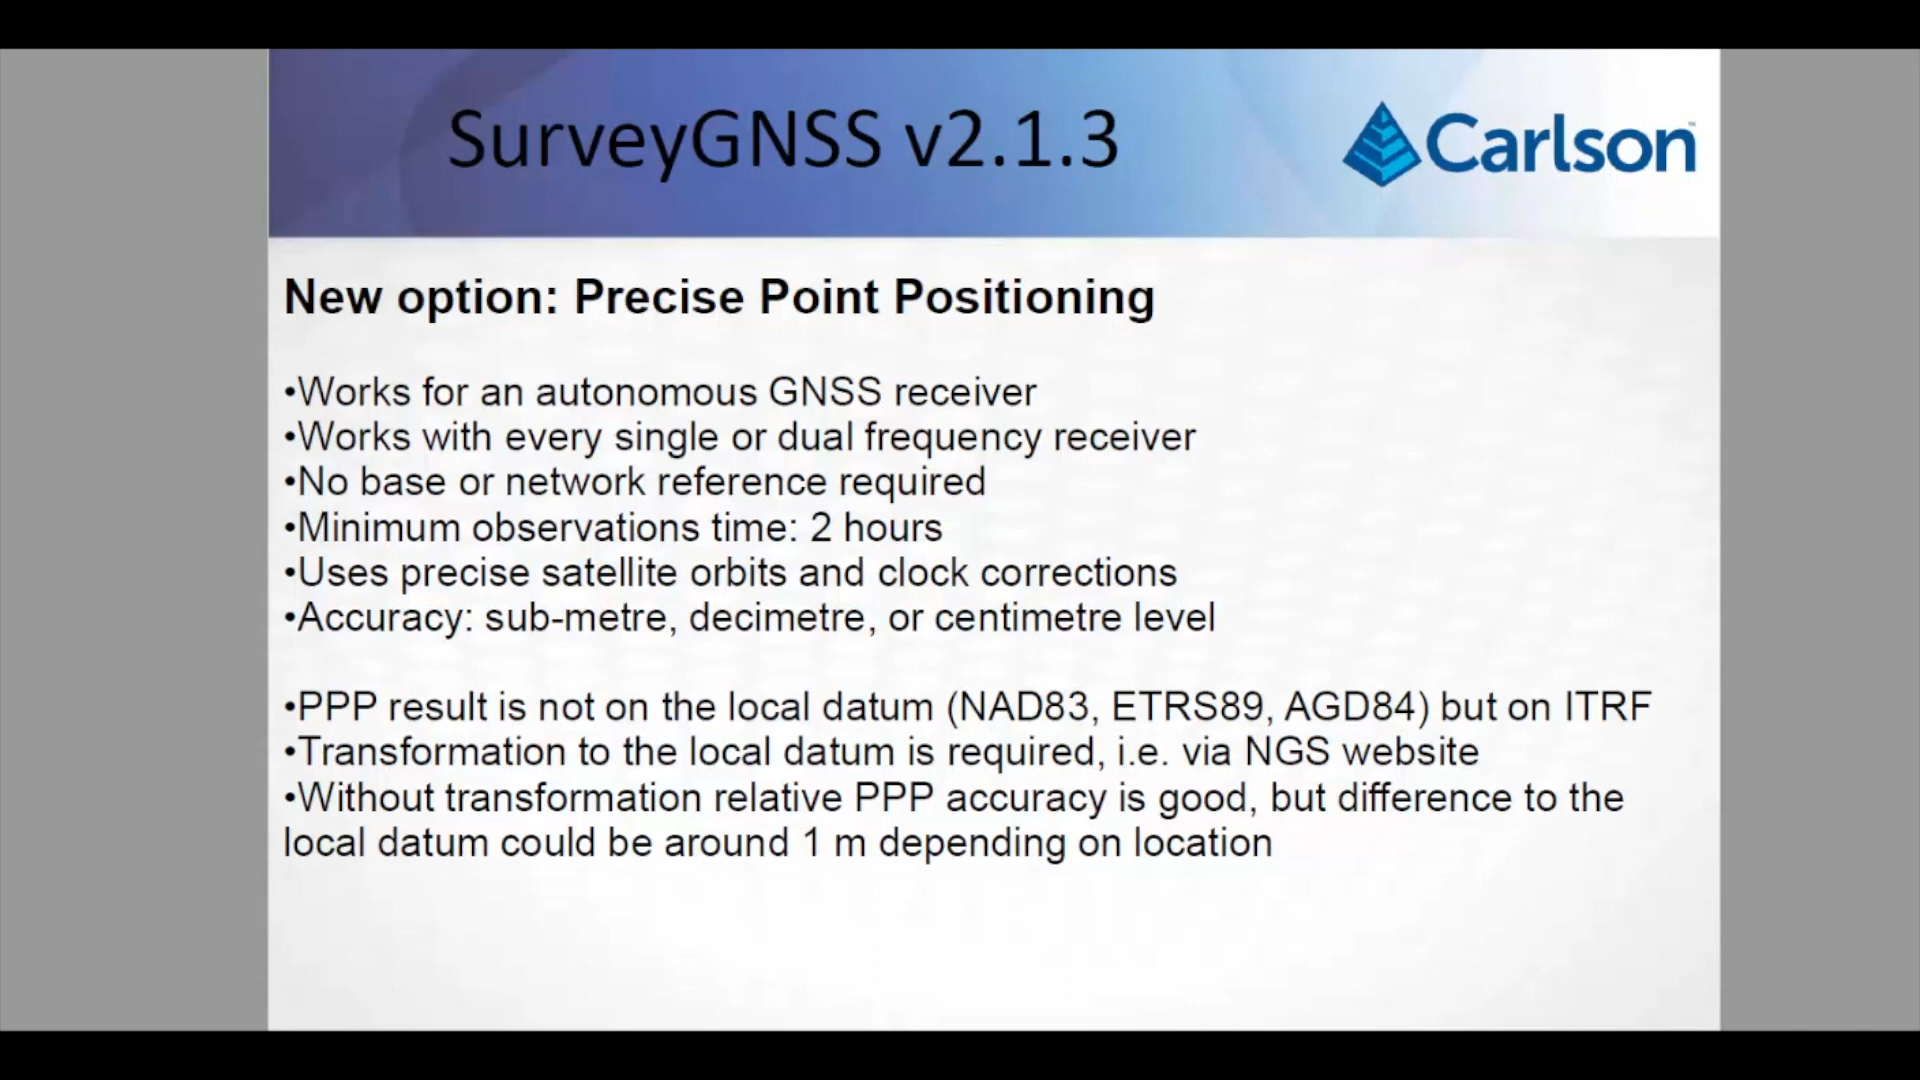 SurveyGNSS v2.1.3
Carlson™
New option: Precise Point Positioning
•Works for an autonomous GNSS receiver
•Works with every single or dual frequency receiver
•No base or network reference required
•Minimum observations time: 2 hours
•Uses precise satellite orbits and clock corrections
•Accuracy: sub-metre, decimetre, or centimetre level
•PPP result is not on the local datum (NAD83, ETRS89, AGD84) but on ITRF
•Transformation to the local datum is required, i.e. via NGS website
•Without transformation relative PPP accuracy is good, but difference to the
local datum could be around 1 m depending on location